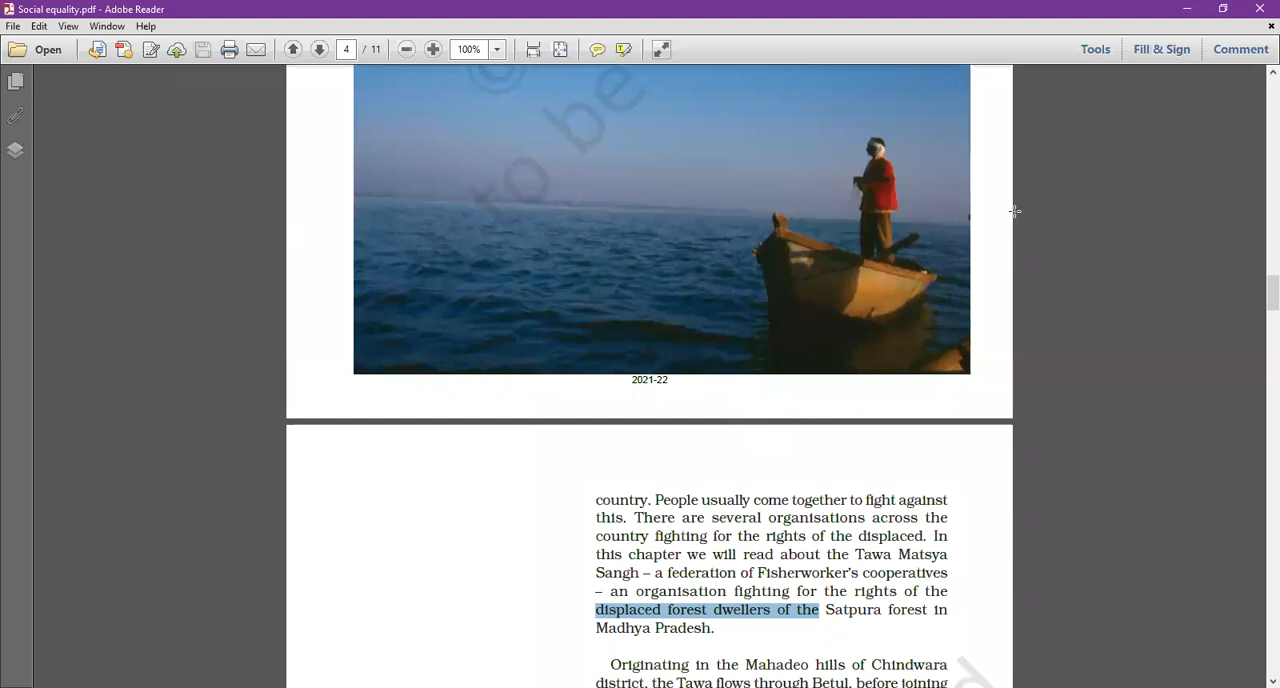 Social equality.pdf - Adobe Reader
File Edit View Window Help
Open 4 / 11 100% Tools Fill & Sign Comment
to be
2021-22
country. People usually come together to fight against
this. There are several organisations across the
country fighting for the rights of the displaced. In
this chapter we will read about the Tawa Matsya
Sangh – a federation of Fisherworker's cooperatives
– an organisation fighting for the rights of the
displaced forest dwellers of the Satpura forest in
Madhya Pradesh.
Originating in the Mahadeo hills of Chindwara
district, the Tawa flows through Betul, before joining